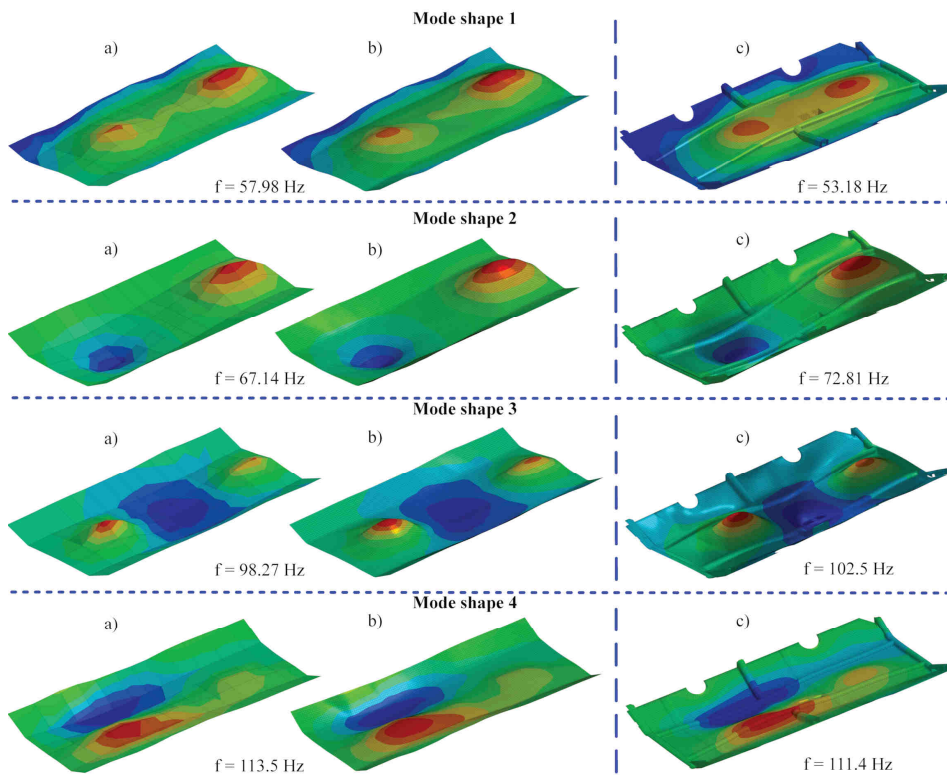 Mode shape 1
a) b) c)
f = 57.98 Hz f = 53.18 Hz
Mode shape 2
a) b) c)
f = 67.14 Hz f = 72.81 Hz
Mode shape 3
a) b) c)
f = 98.27 Hz f = 102.5 Hz
Mode shape 4
a) b) c)
f = 113.5 Hz f = 111.4 Hz